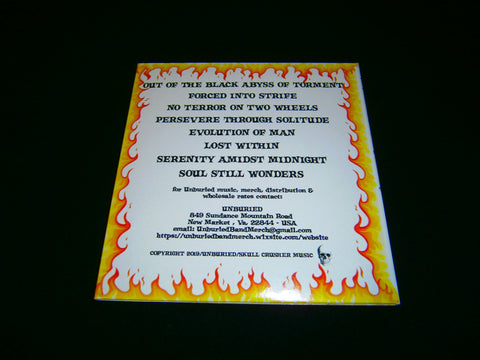 OUT OF THE BLACK ABYSS OF TORMENT
FORCED INTO STRIFE
NO TERROR ON TWO WHEELS
PERSEVERE THROUGH SOLITUDE
EVOLUTION OF MAN
LOST WITHIN
SERENITY AMIDST MIDNIGHT
SOUL STILL WONDERS
for Unburied music, merch, distribution &
wholesale rates contact:
UNBURIED
849 Sundance Mountain Road
New Market , Va. 22844 - USA
email: UnburiedBandMerch@gmail.com
https://unburiedbandmerch.wixsite.com/website
COPYRIGHT 2019/UNBURIED/SKULL CRUSHER MUSIC